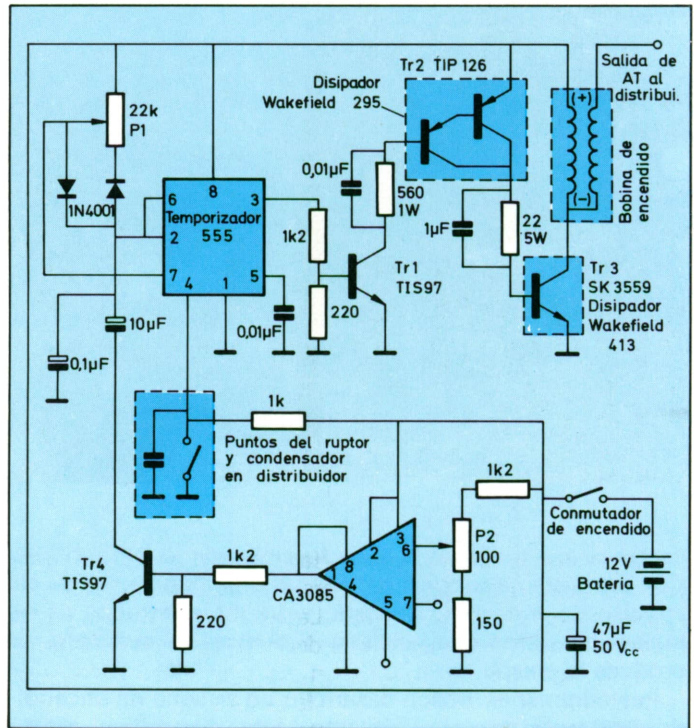 Tr2 TIP 126
Disipador
Wakefield 295
Salida de
AT al
distribui.
(+)
(-)
Bobina de
encendido
22k
P1
1N4001
0,01µF
560
1W
6
8
3
2
Temporizador
555
7
4
1
5
1k2
220
Tr1
TIS97
1µF
22
5W
Tr 3
SK 3559
Disipador
Wakefield
413
0,01µF
10µF
0,1µF
1k
Puntos del ruptor
y condensador
en distribuidor
1k2
Conmutador
de encendido
P2
100
12V
Bateria
3
6
2
8
1
4
5
7
CA3085
1k2
Tr4
TIS97
220
150
47µF
50 Vcc